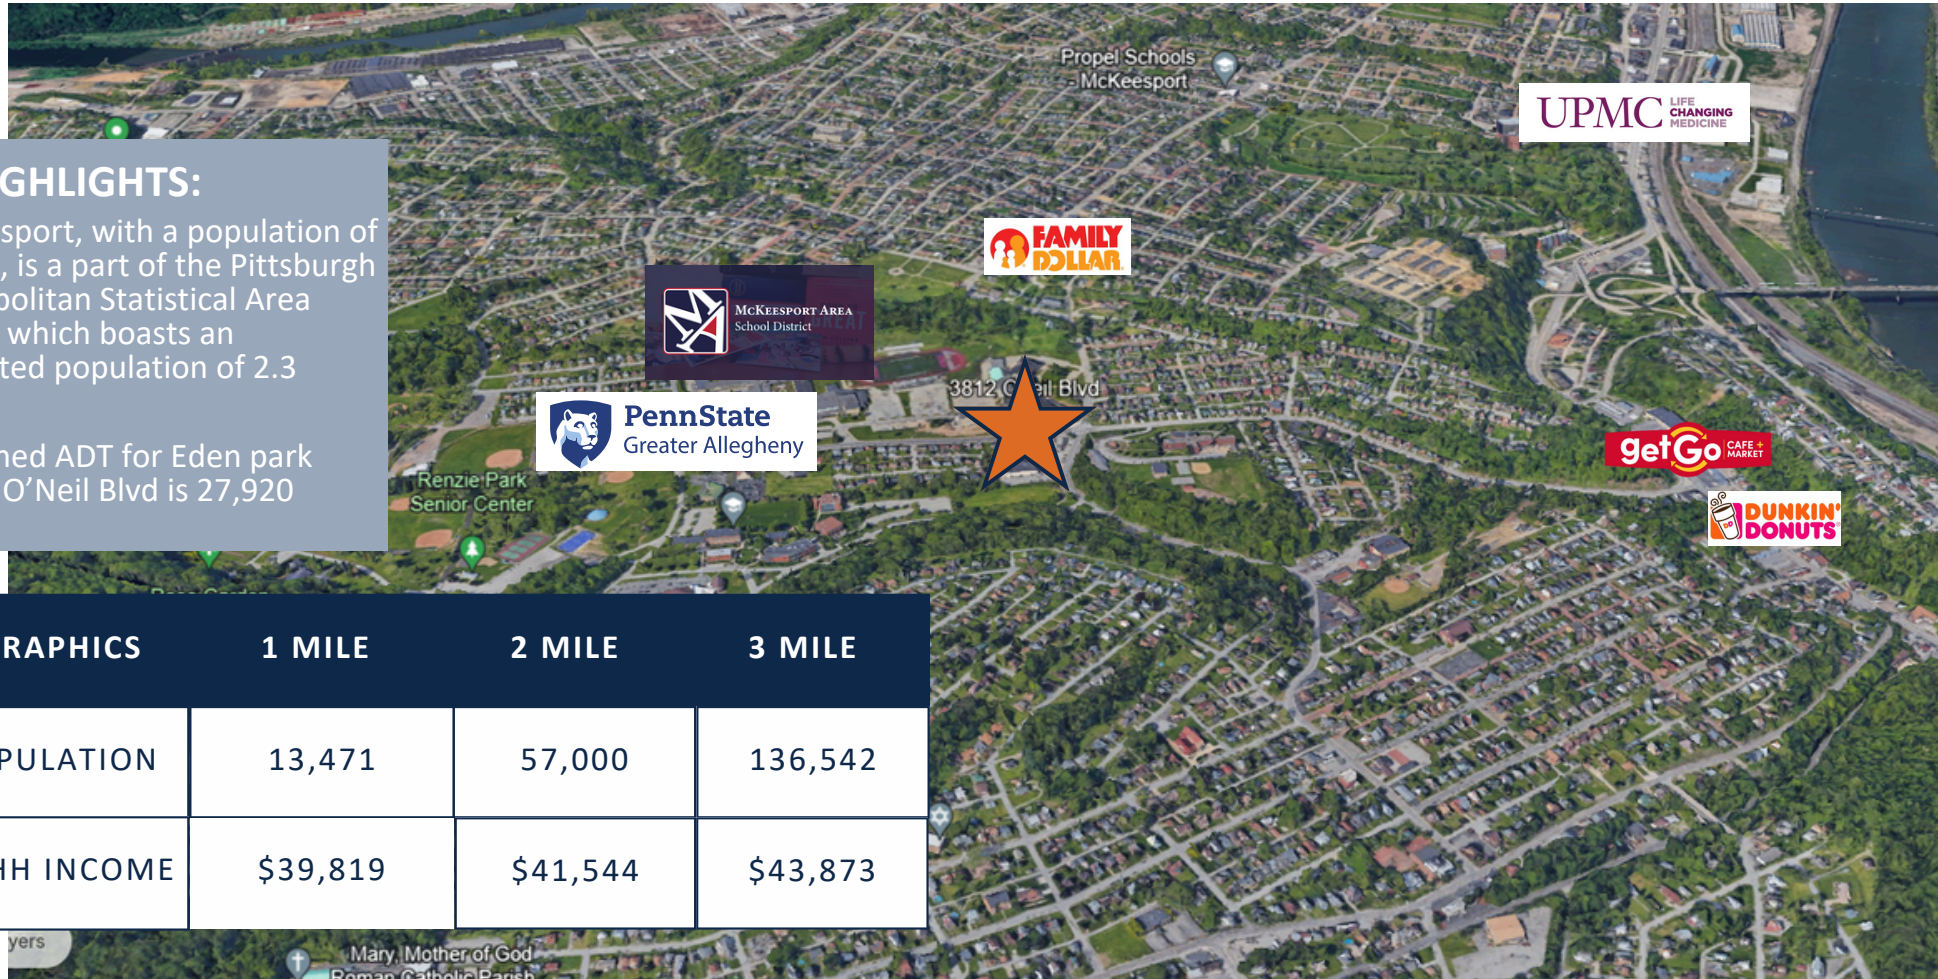 Propel Schools
- McKeesport
UPMC LIFE CHANGING MEDICINE
GHLIGHTS:
sport, with a population of
, is a part of the Pittsburgh
politan Statistical Area
which boasts an
ted population of 2.3
ned ADT for Eden park
O'Neil Blvd is 27,920
FAMILY
DOLLAR
MCKEESPORT AREA
School District
3812 O'Neil Blvd
PennState
Greater Allegheny
Renzie Park
Senior Center
getGo CAFE + MARKET
DUNKIN'
DONUTS
RAPHICS 1 MILE 2 MILE 3 MILE
PULATION 13,471 57,000 136,542
HH INCOME $39,819 $41,544 $43,873
yers
Mary, Mother of God
Roman Catholic Parish